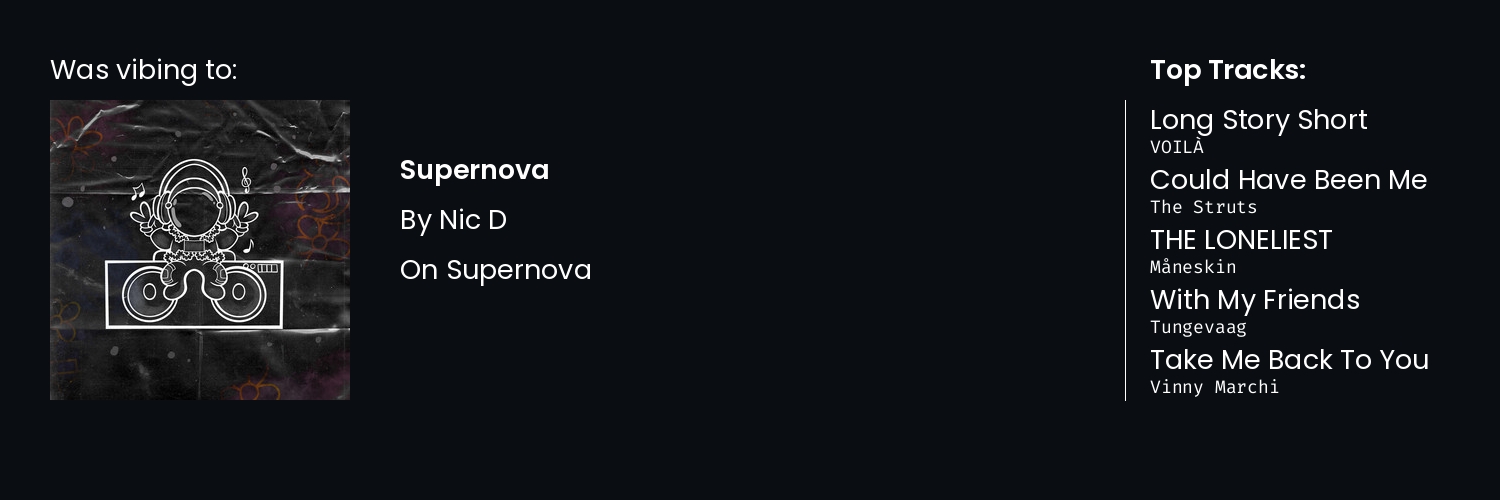 Was vibing to:
Supernova
By Nic D
On Supernova
Top Tracks:
Long Story Short
VOILÀ
Could Have Been Me
The Struts
THE LONELIEST
Måneskin
With My Friends
Tungevaag
Take Me Back To You
Vinny Marchi